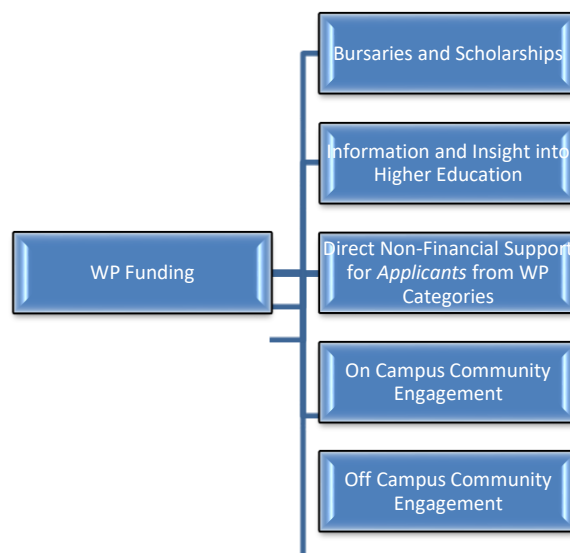 Bursaries and Scholarships
Information and Insight into
Higher Education
WP Funding
Direct Non-Financial Support
for Applicants from WP
Categories
On Campus Community
Engagement
Off Campus Community
Engagement